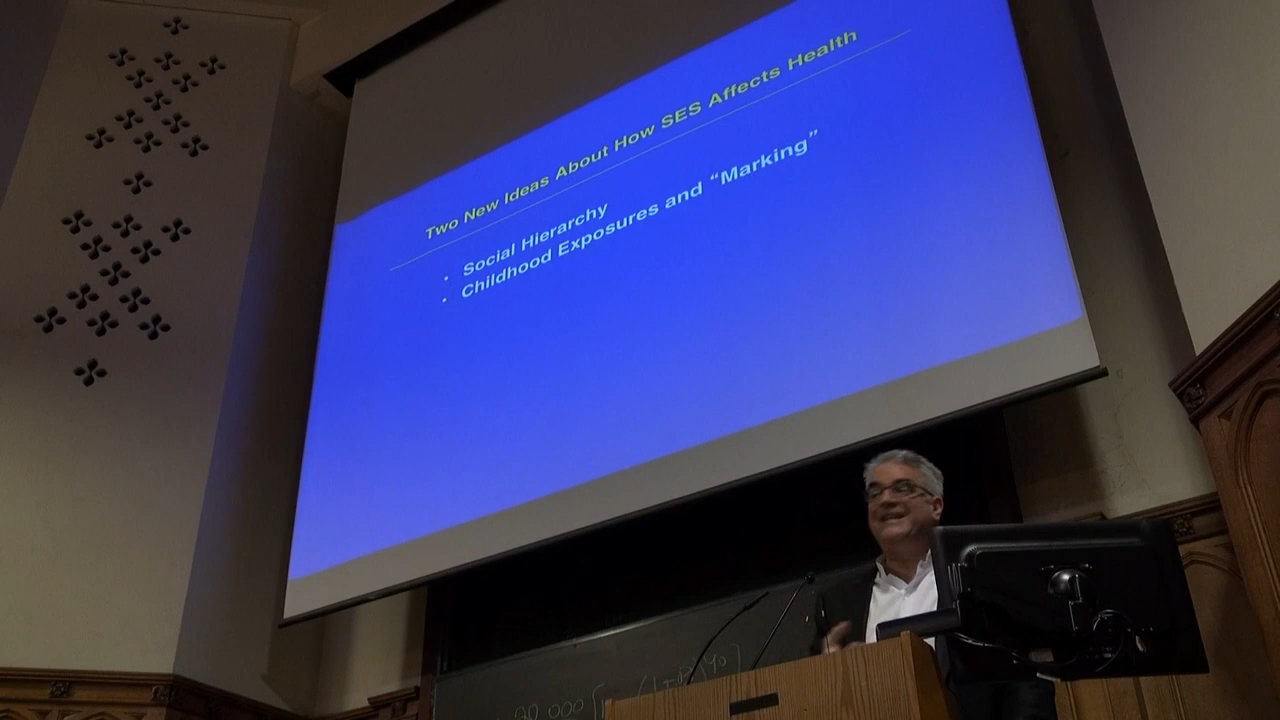 Two New Ideas About How SES Affects Health
• Social Hierarchy
• Childhood Exposures and “Marking”